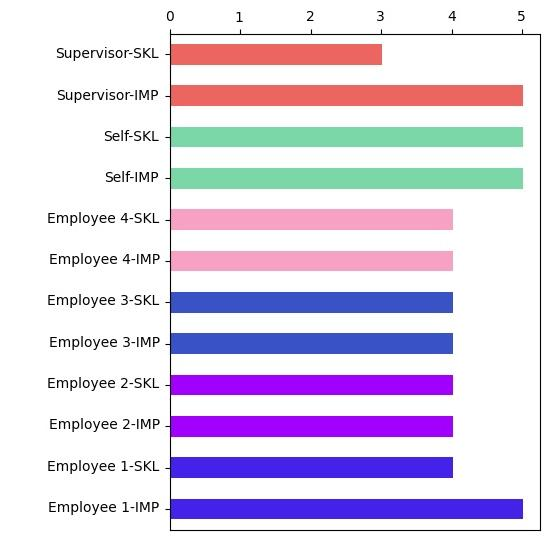 0 1 2 3 4 5
Supervisor-SKL
Supervisor-IMP
Self-SKL
Self-IMP
Employee 4-SKL
Employee 4-IMP
Employee 3-SKL
Employee 3-IMP
Employee 2-SKL
Employee 2-IMP
Employee 1-SKL
Employee 1-IMP